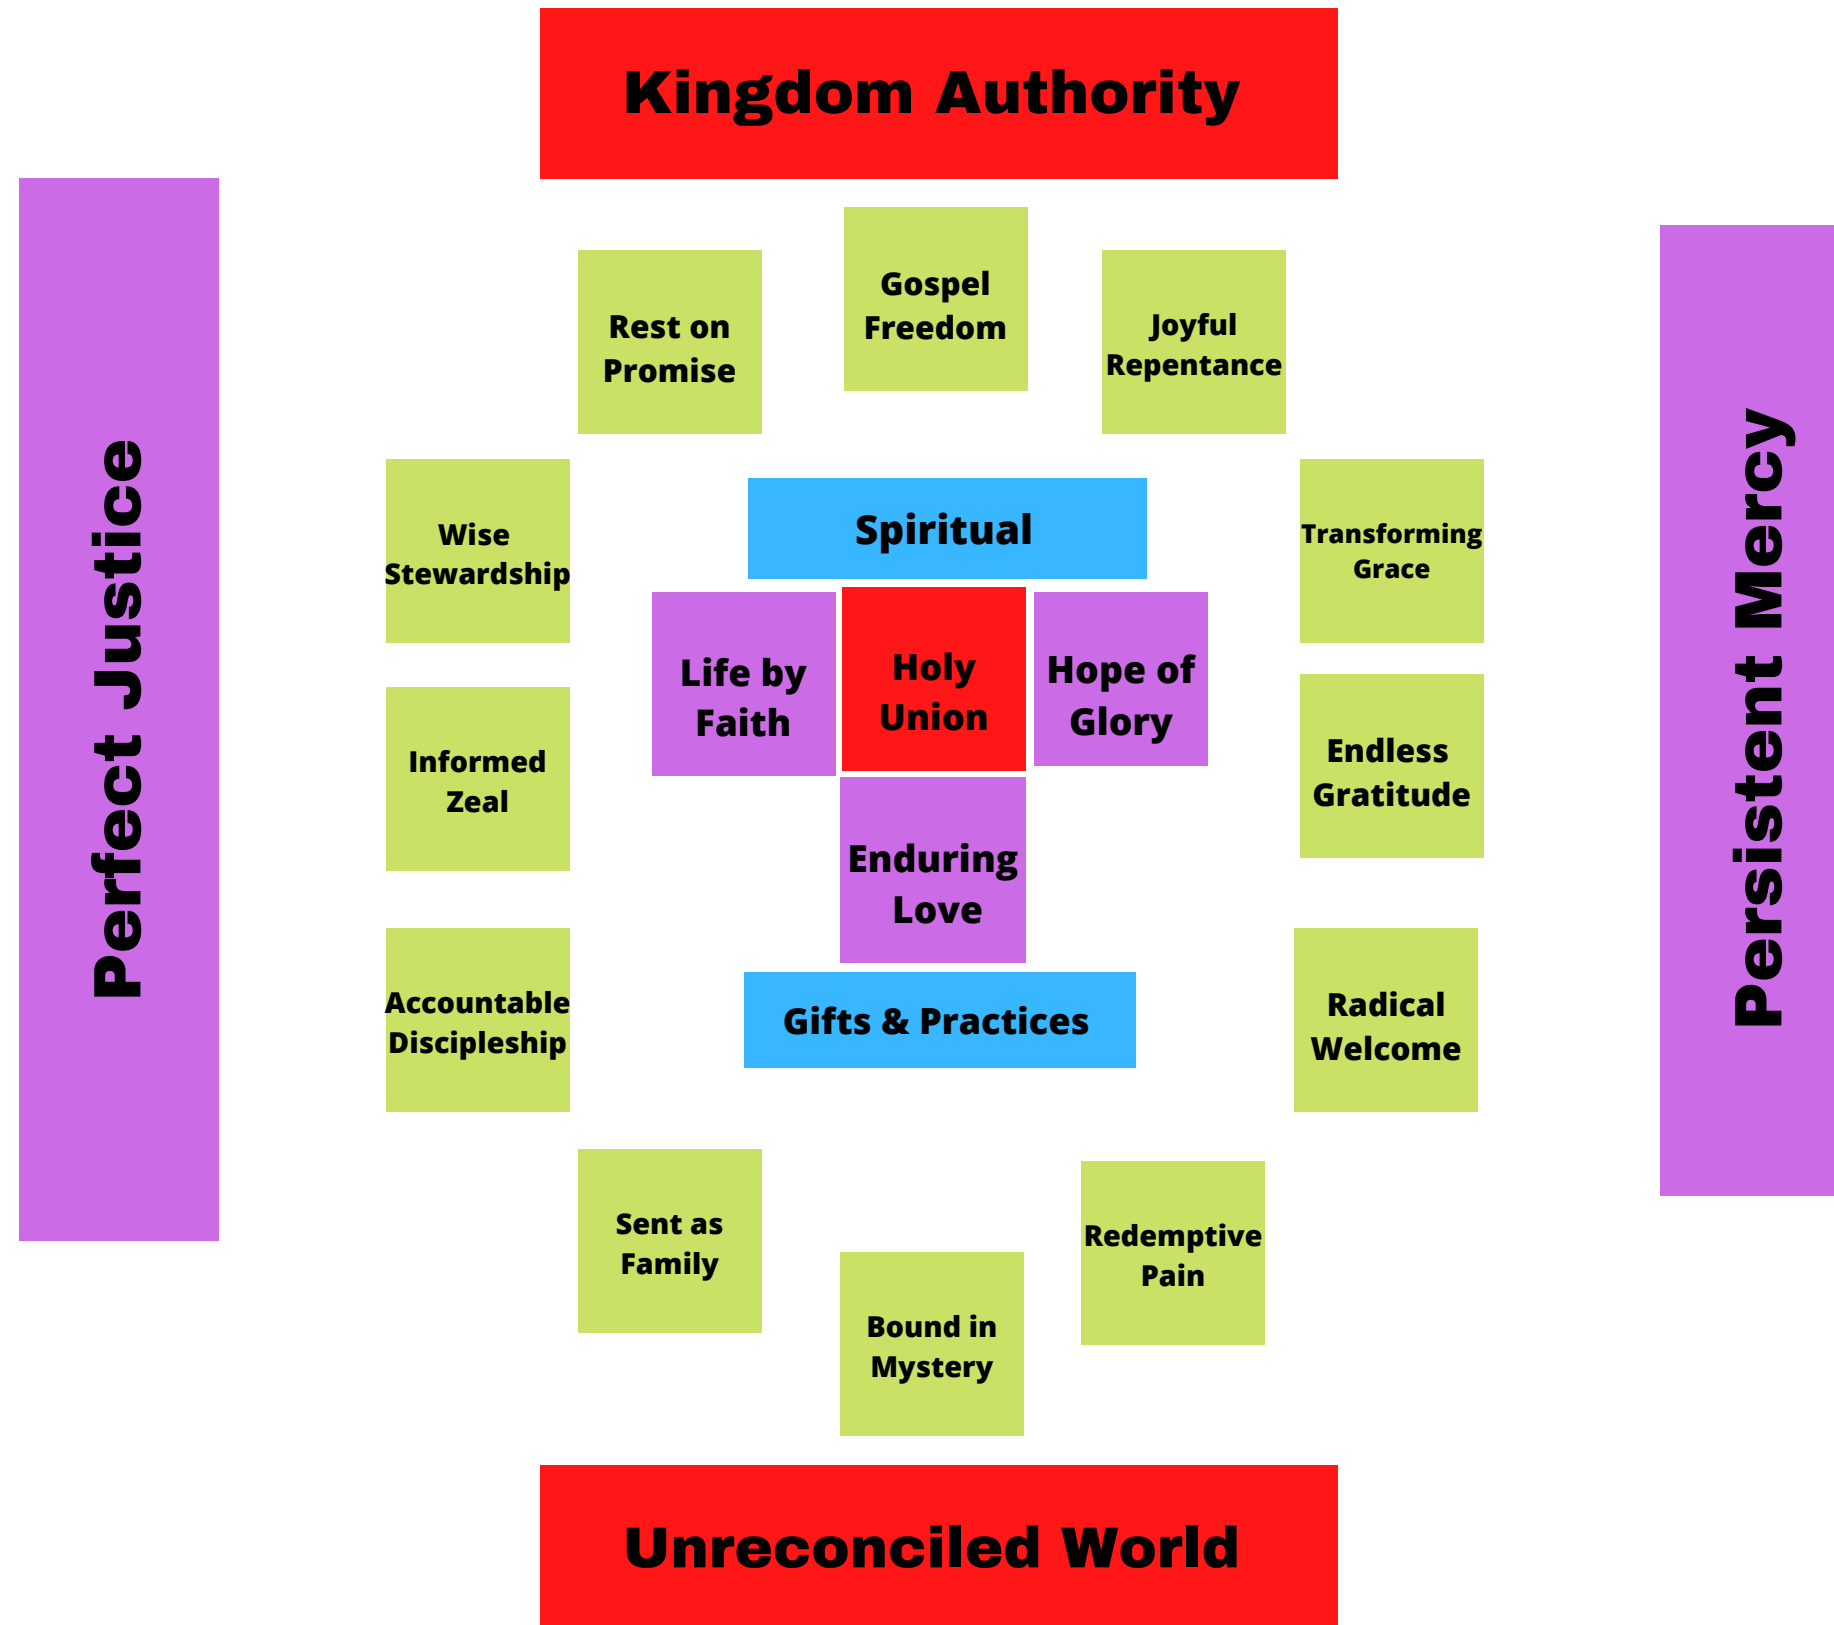 Kingdom Authority
Perfect Justice
Persistent Mercy
Gospel
Freedom
Rest on
Promise
Joyful
Repentance
Wise
Stewardship
Spiritual
Transforming
Grace
Life by
Faith
Holy
Union
Hope of
Glory
Informed
Zeal
Endless
Gratitude
Enduring
Love
Accountable
Discipleship
Gifts & Practices
Radical
Welcome
Sent as
Family
Redemptive
Pain
Bound in
Mystery
Unreconciled World